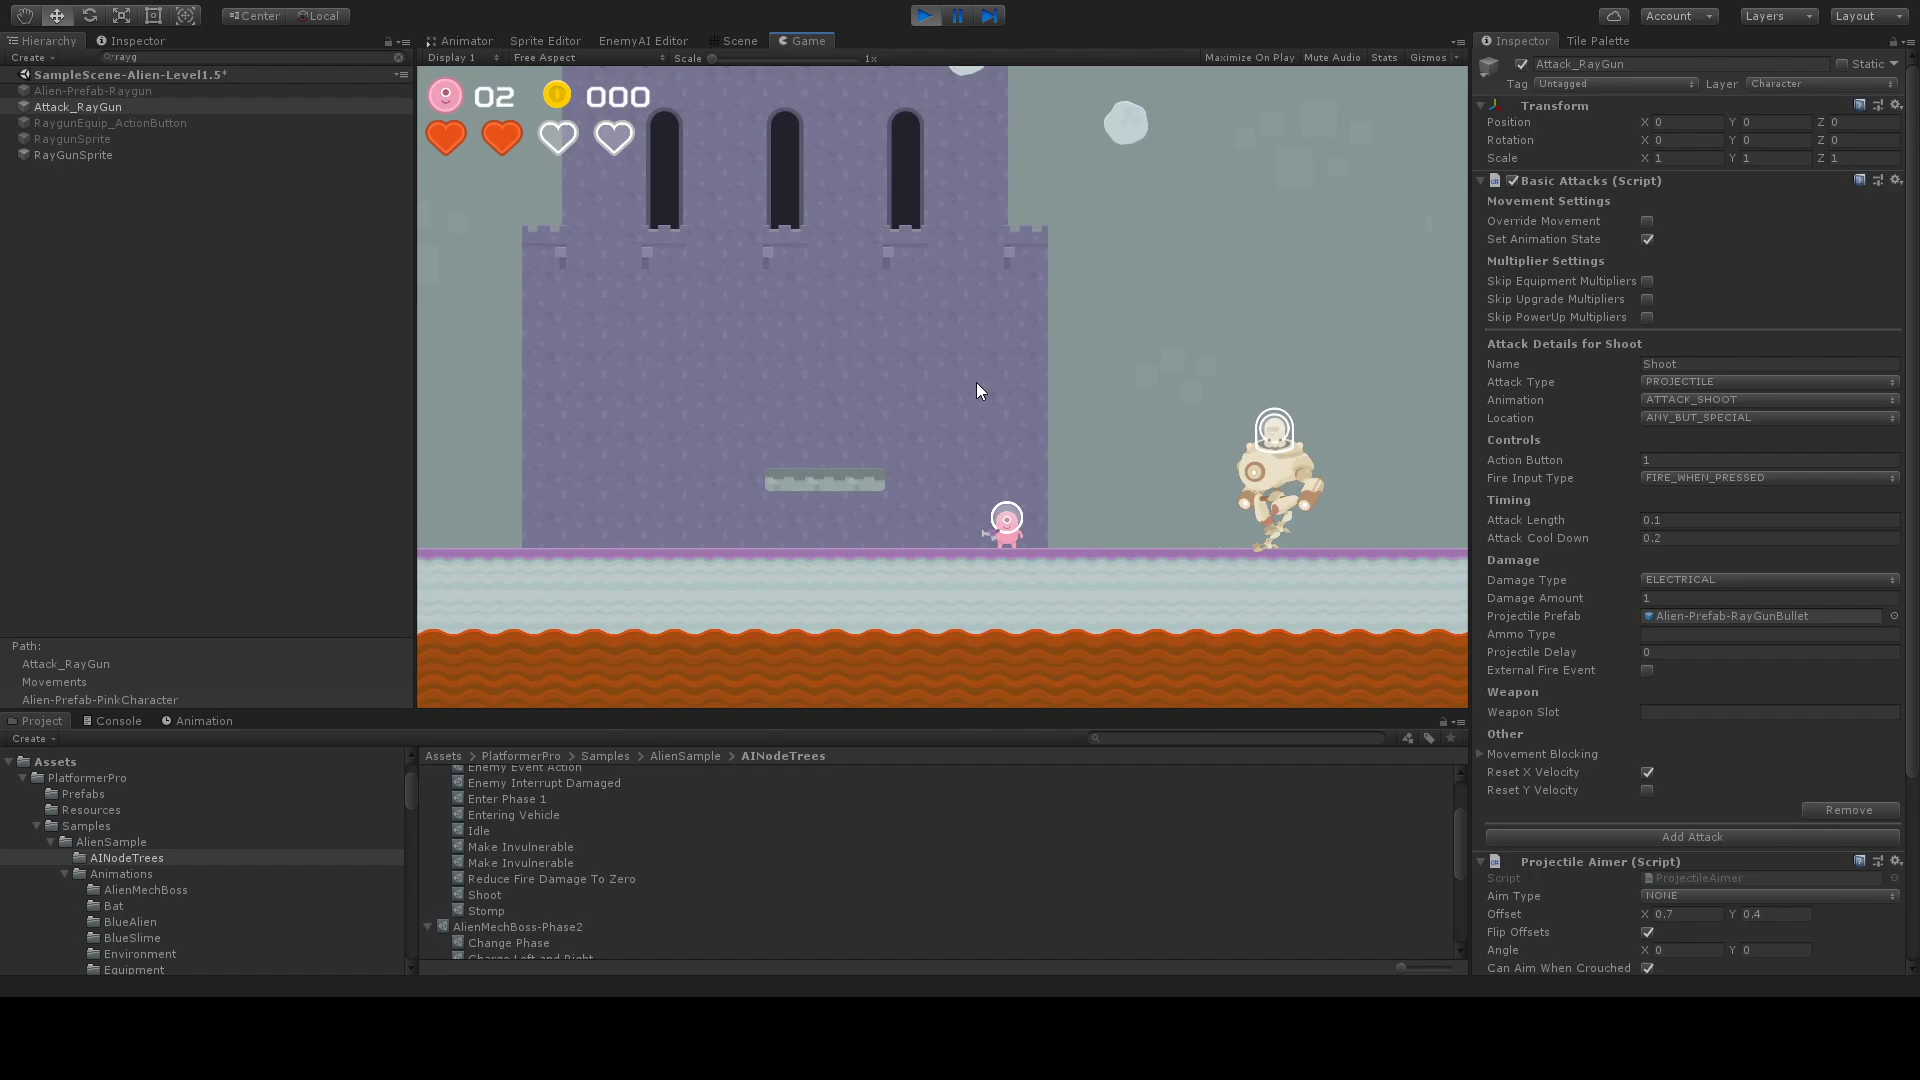 Center
Local
Account
Layers
Layout
Hierarchy
Inspector
Create
rayg
SampleScene-Alien-Level1.5*
Alien-Prefab-Raygun
Attack_RayGun
RaygunEquip_ActionButton
RaygunSprite
RayGunSprite
Path:
Attack_RayGun
Movements
Alien-Prefab-PinkCharacter
Animator
Sprite Editor
EnemyAI Editor
Scene
Game
Display 1
Free Aspect
Scale
1x
Maximize On Play
Mute Audio
Stats
Gizmos
02
000
Project
Console
Animation
Create
Assets
PlatformerPro
Prefabs
Resources
Samples
AlienSample
AINodeTrees
Animations
AlienMechBoss
Bat
BlueAlien
BlueSlime
Environment
Equipment
Assets > PlatformerPro > Samples > AlienSample > AINodeTrees
Enemy Event Action
Enemy Interrupt Damaged
Enter Phase 1
Entering Vehicle
Idle
Make Invulnerable
Make Invulnerable
Reduce Fire Damage To Zero
Shoot
Stomp
AlienMechBoss-Phase2
Change Phase
Charge Left and Right
Inspector
Tile Palette
Attack_RayGun
Static
Tag Untagged
Layer Character
Transform
Position X 0 Y 0 Z 0
Rotation X 0 Y 0 Z 0
Scale X 1 Y 1 Z 1
Basic Attacks (Script)
Movement Settings
Override Movement
Set Animation State
Multiplier Settings
Skip Equipment Multipliers
Skip Upgrade Multipliers
Skip PowerUp Multipliers
Attack Details for Shoot
Name Shoot
Attack Type PROJECTILE
Animation ATTACK_SHOOT
Location ANY_BUT_SPECIAL
Controls
Action Button 1
Fire Input Type FIRE_WHEN_PRESSED
Timing
Attack Length 0.1
Attack Cool Down 0.2
Damage
Damage Type ELECTRICAL
Damage Amount 1
Projectile Prefab Alien-Prefab-RayGunBullet
Ammo Type
Projectile Delay 0
External Fire Event
Weapon
Weapon Slot
Other
Movement Blocking
Reset X Velocity
Reset Y Velocity
Remove
Add Attack
Projectile Aimer (Script)
Script ProjectileAimer
Aim Type NONE
Offset X 0.7 Y 0.4
Flip Offsets
Angle X 0 Y 0
Can Aim When Crouched